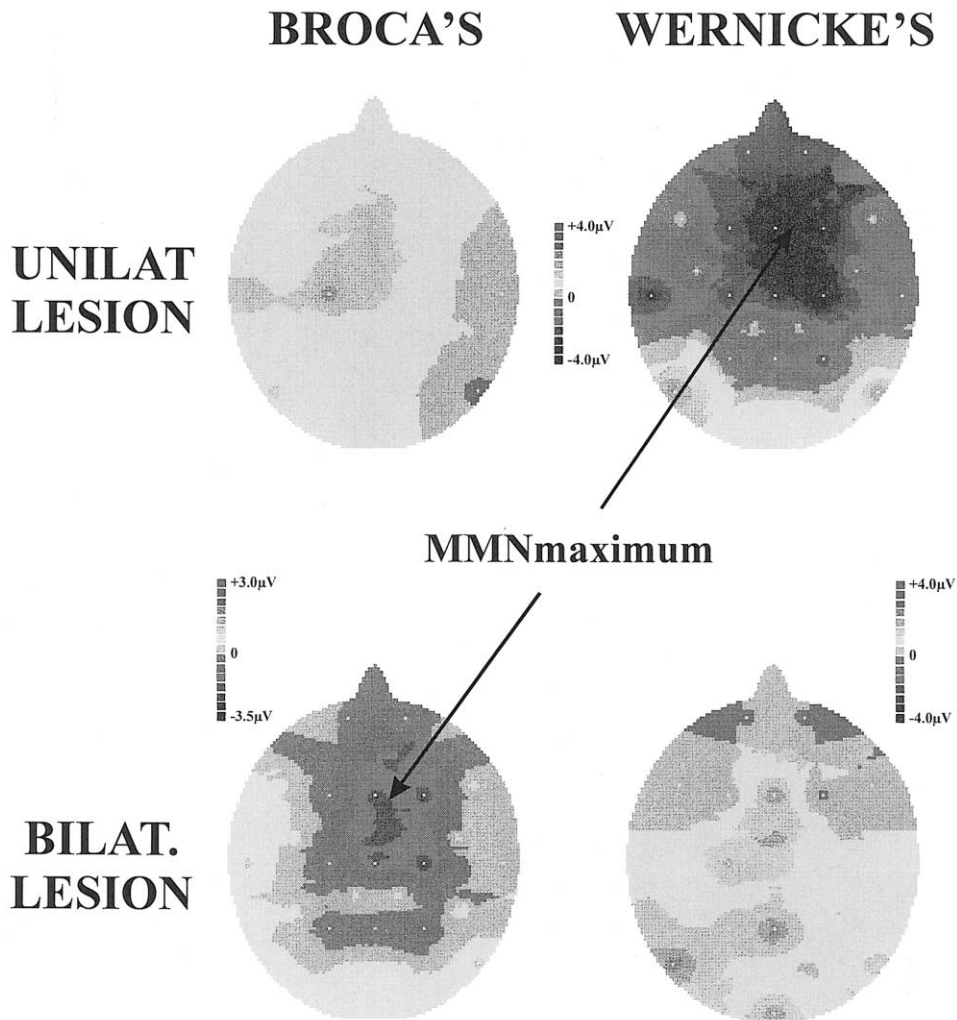 BROCA'S WERNICKE'S
UNILAT
LESION
+4.0μV
0
-4.0μV
MMNmaximum
+3.0μV
0
-3.5μV
+4.0μV
0
-4.0μV
BILAT.
LESION